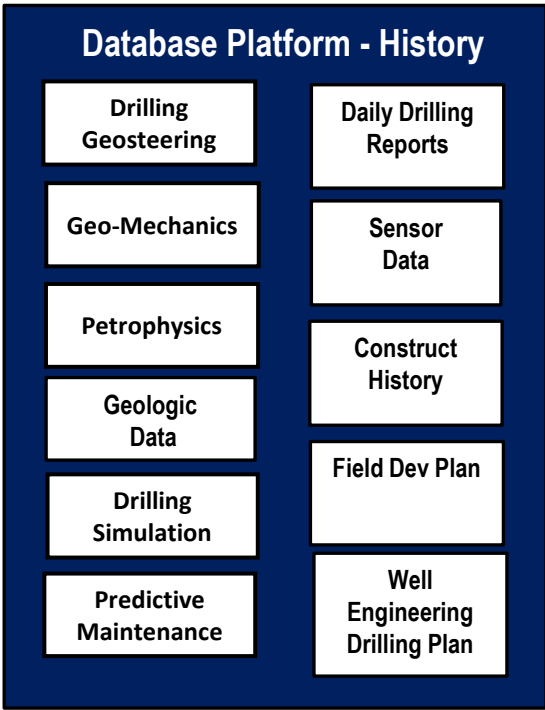 Database Platform - History
Drilling
Geosteering
Geo-Mechanics
Petrophysics
Geologic
Data
Drilling
Simulation
Predictive
Maintenance
Daily Drilling
Reports
Sensor
Data
Construct
History
Field Dev Plan
Well
Engineering
Drilling Plan